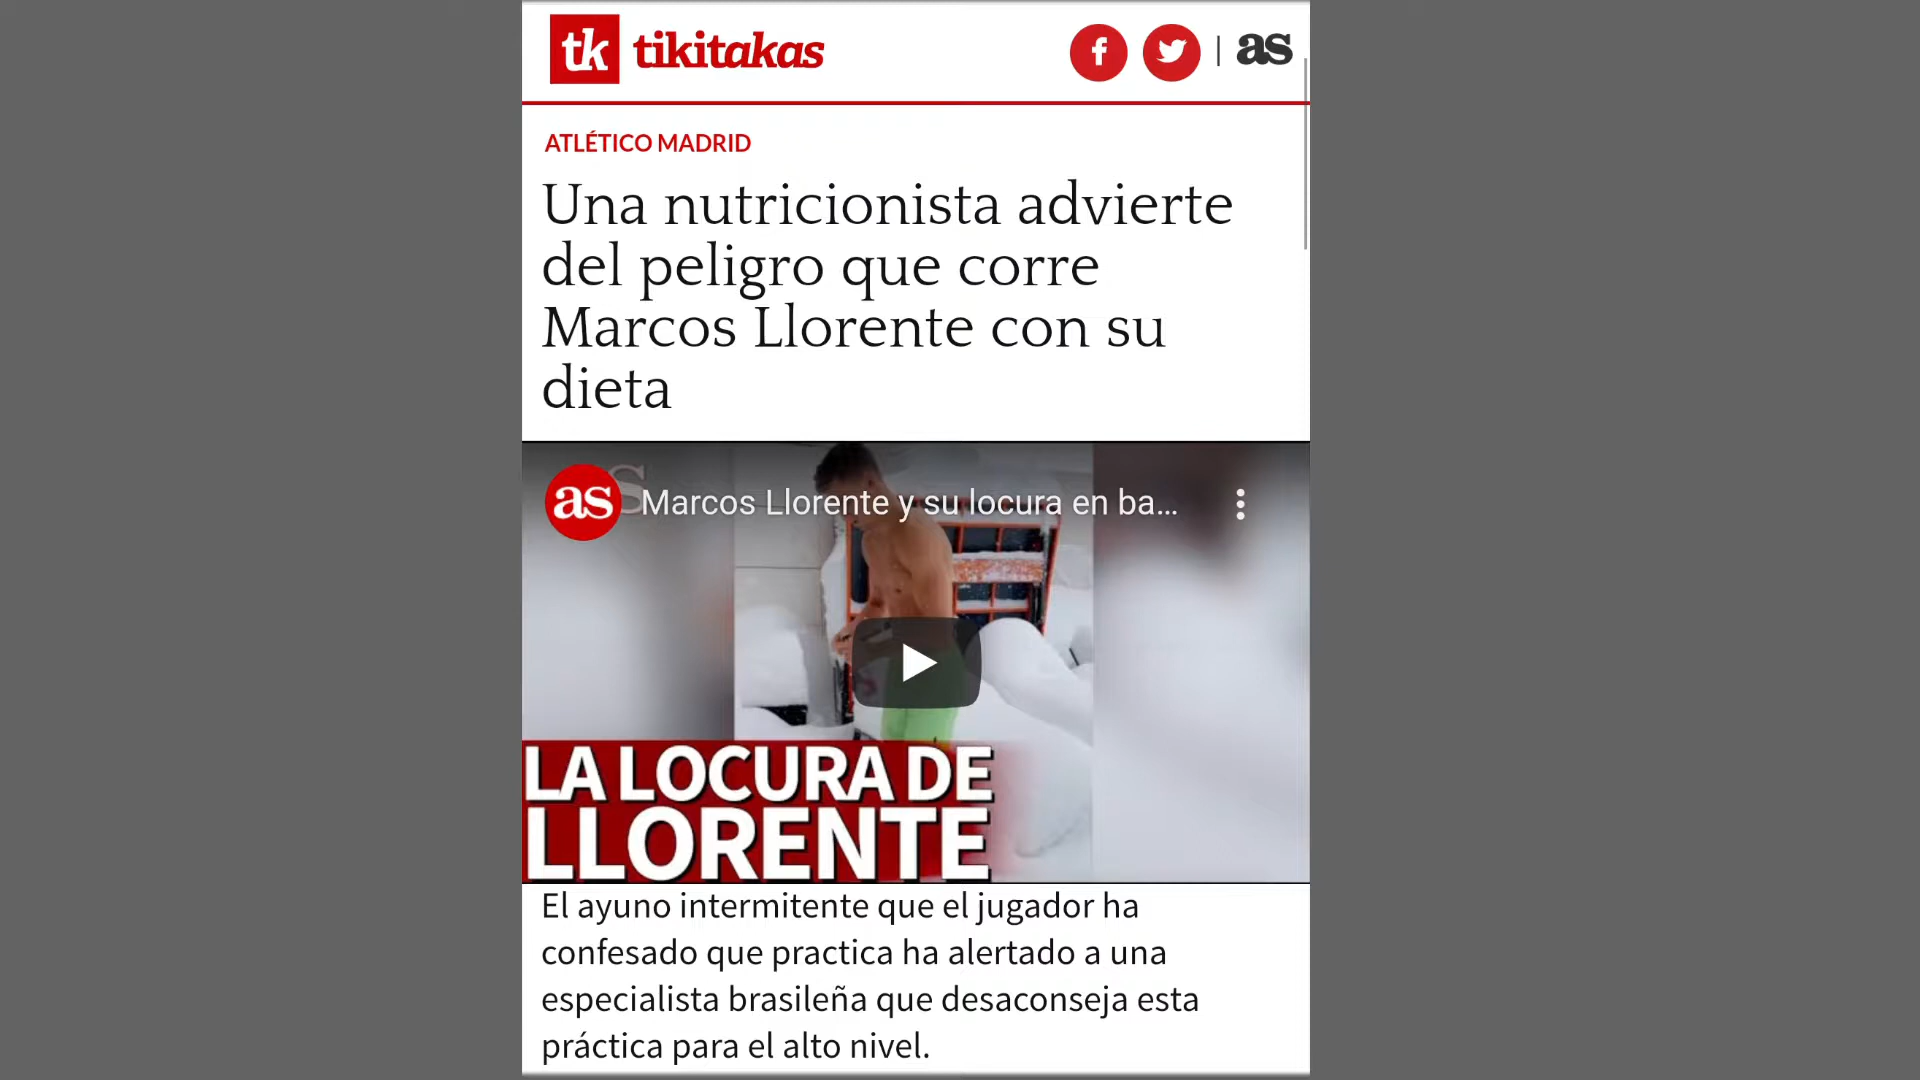 tk tikitakas
f | as
ATLÉTICO MADRID
Una nutricionista advierte
del peligro que corre
Marcos Llorente con su
dieta
as S Marcos Llorente y su locura en ba...
LA LOCURA DE
LLORENTE
El ayuno intermitente que el jugador ha
confesado que practica ha alertado a una
especialista brasileña que desaconseja esta
práctica para el alto nivel.